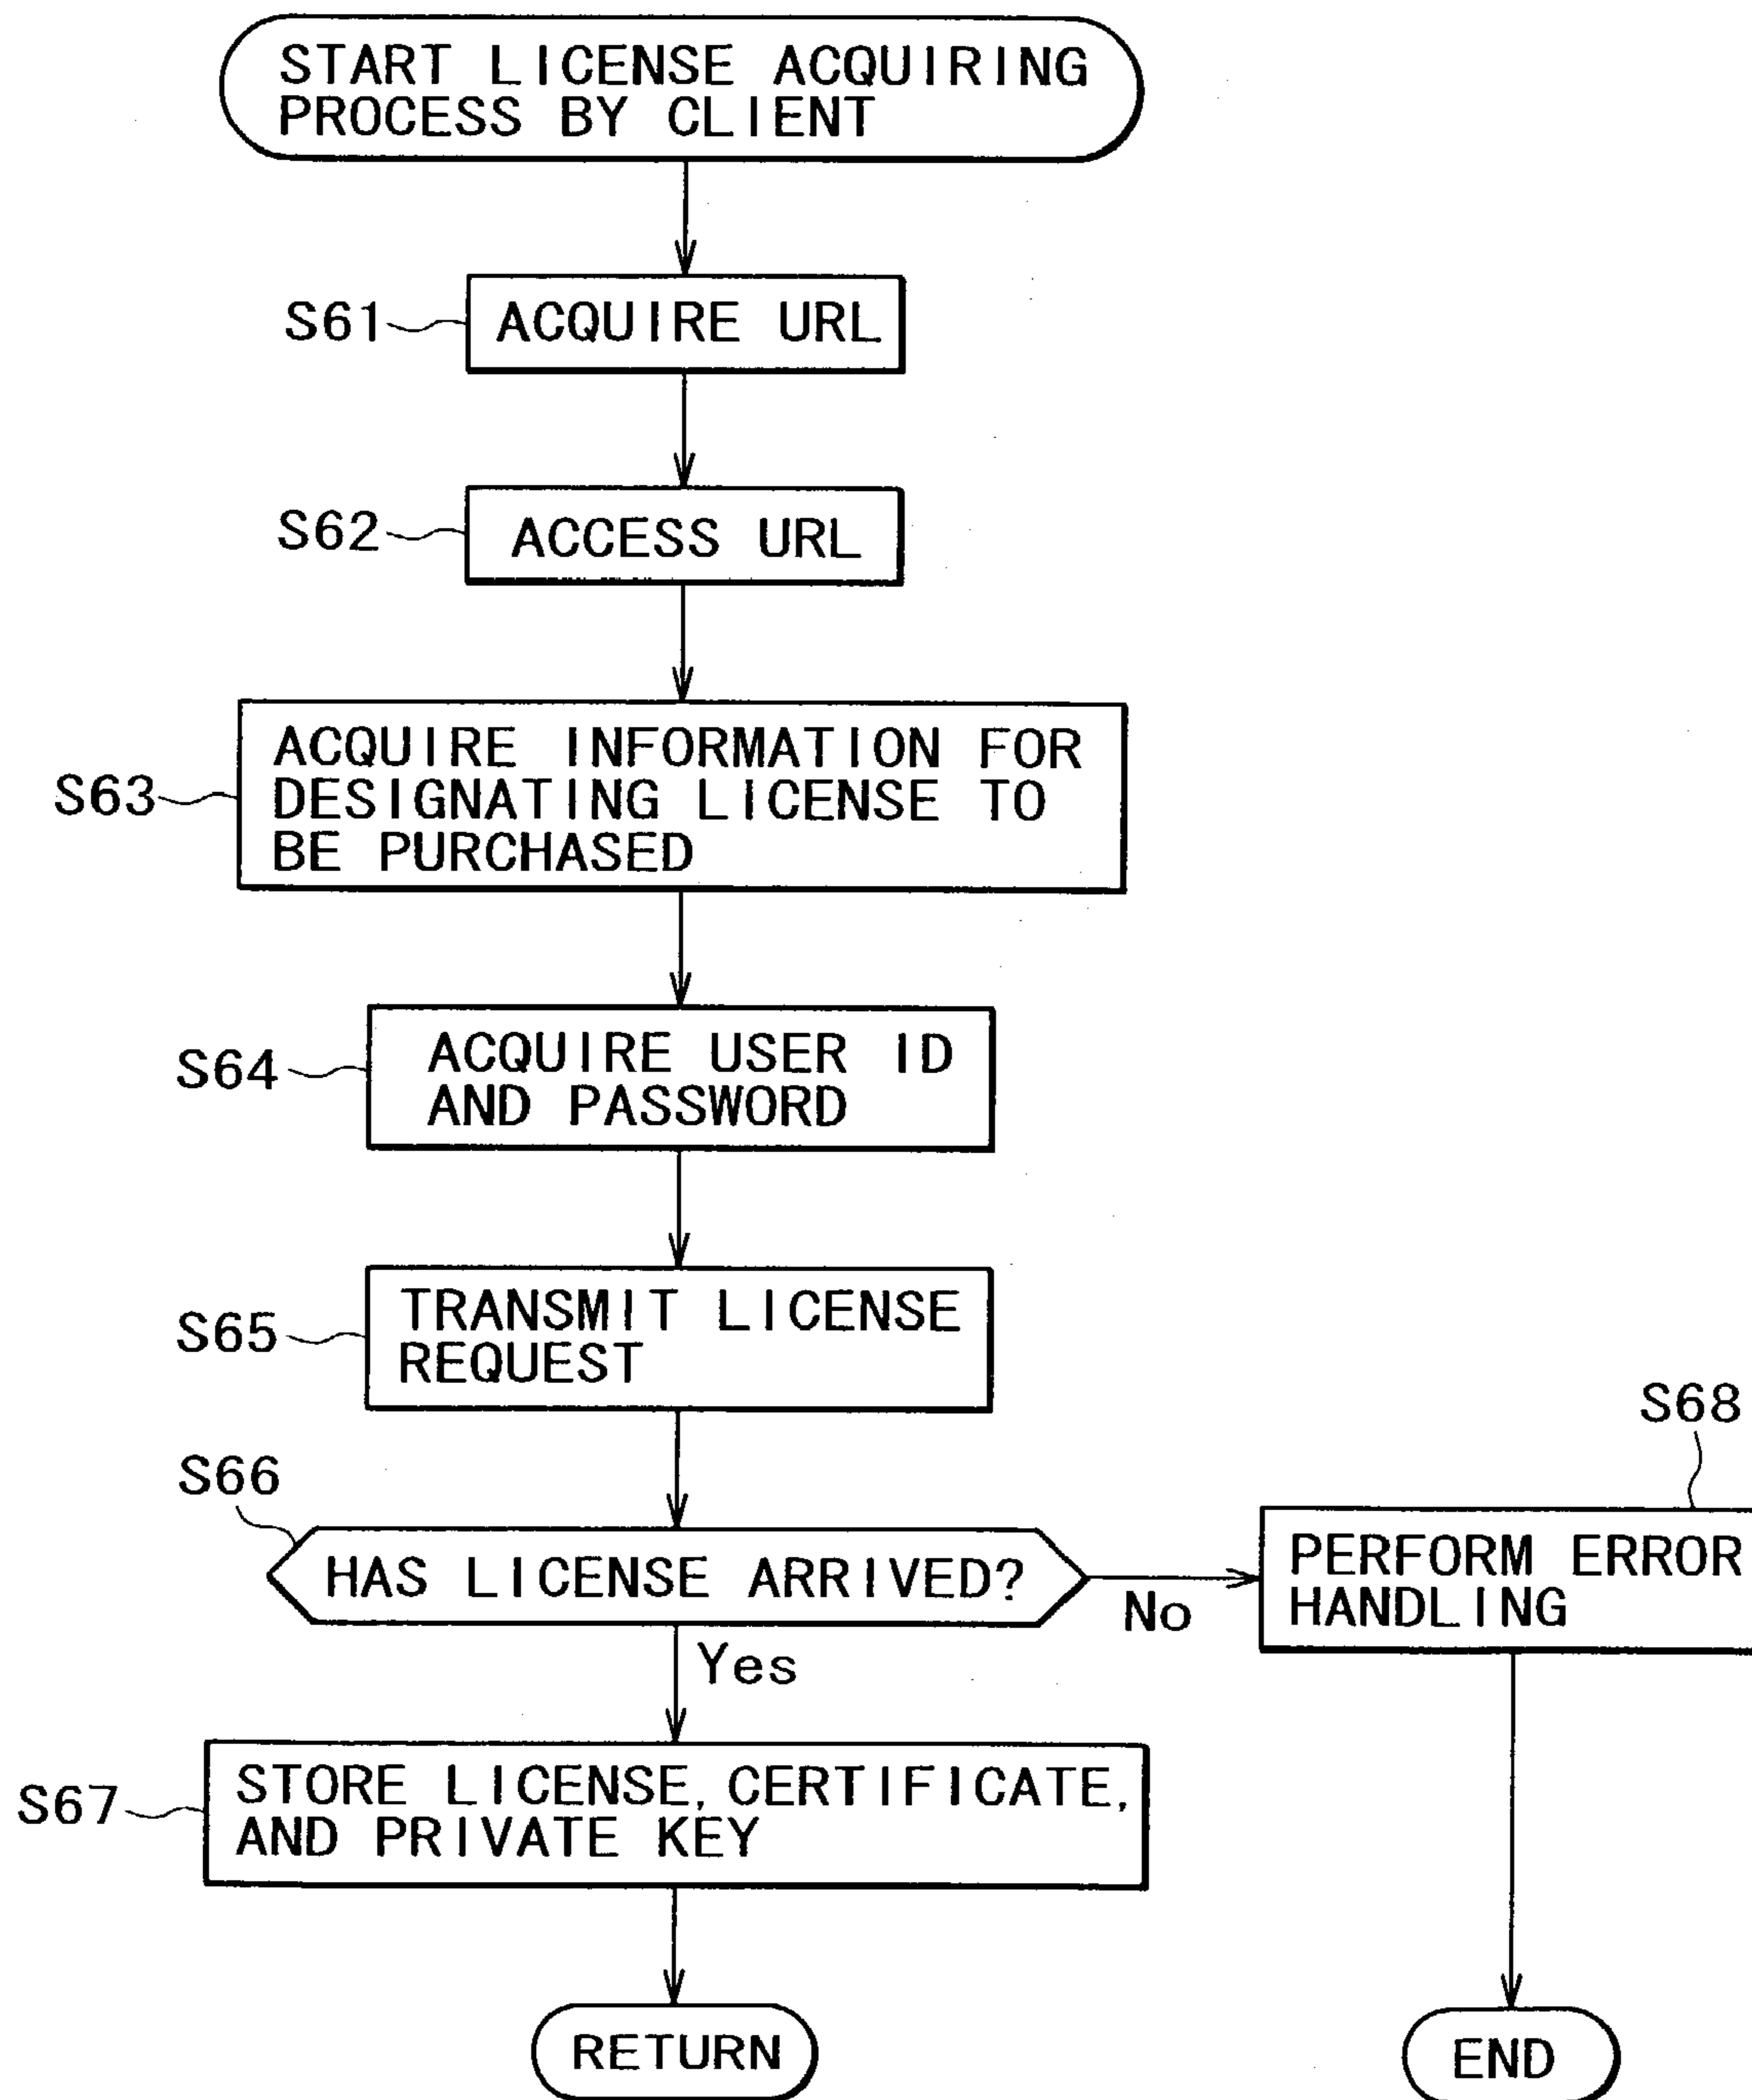 START LICENSE ACQUIRING
PROCESS BY CLIENT
S61
ACQUIRE URL
S62
ACCESS URL
S63
ACQUIRE INFORMATION FOR
DESIGNATING LICENSE TO
BE PURCHASED
S64
ACQUIRE USER ID
AND PASSWORD
S65
TRANSMIT LICENSE
REQUEST
S66
HAS LICENSE ARRIVED?
No
Yes
S68
PERFORM ERROR
HANDLING
S67
STORE LICENSE, CERTIFICATE,
AND PRIVATE KEY
RETURN
END